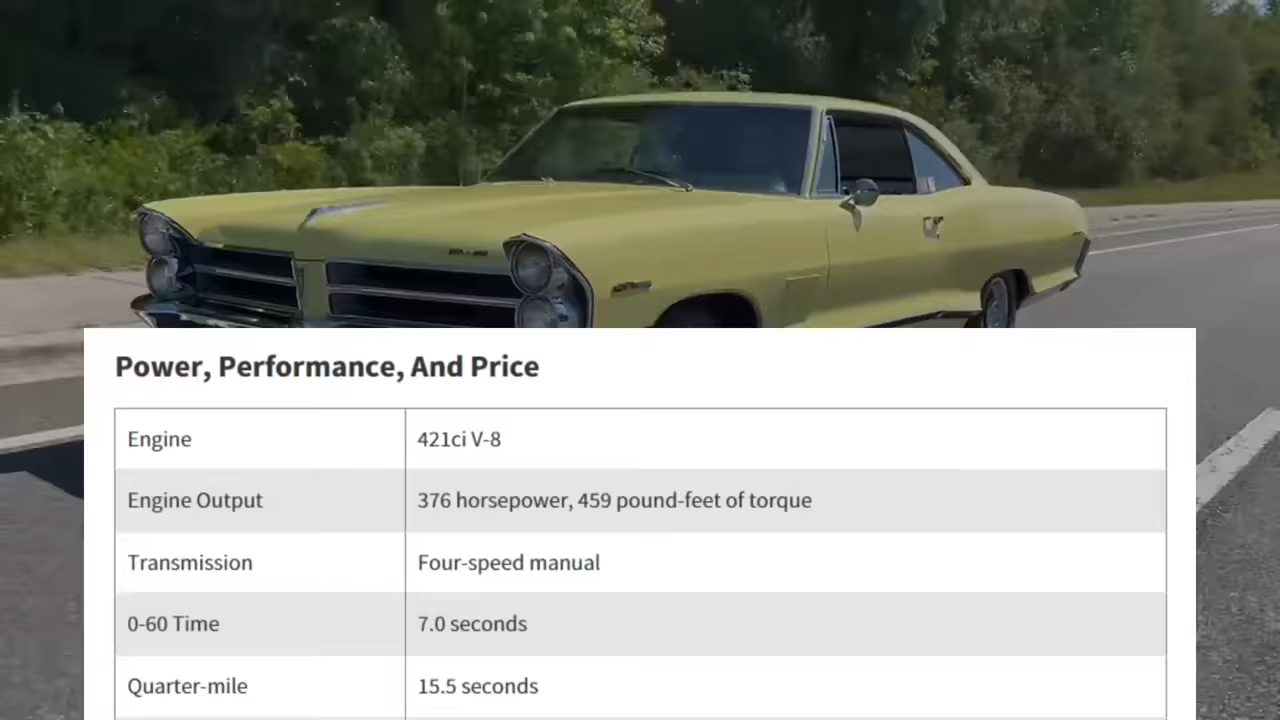 Power, Performance, And Price
Engine 421ci V-8
Engine Output 376 horsepower, 459 pound-feet of torque
Transmission Four-speed manual
0-60 Time 7.0 seconds
Quarter-mile 15.5 seconds